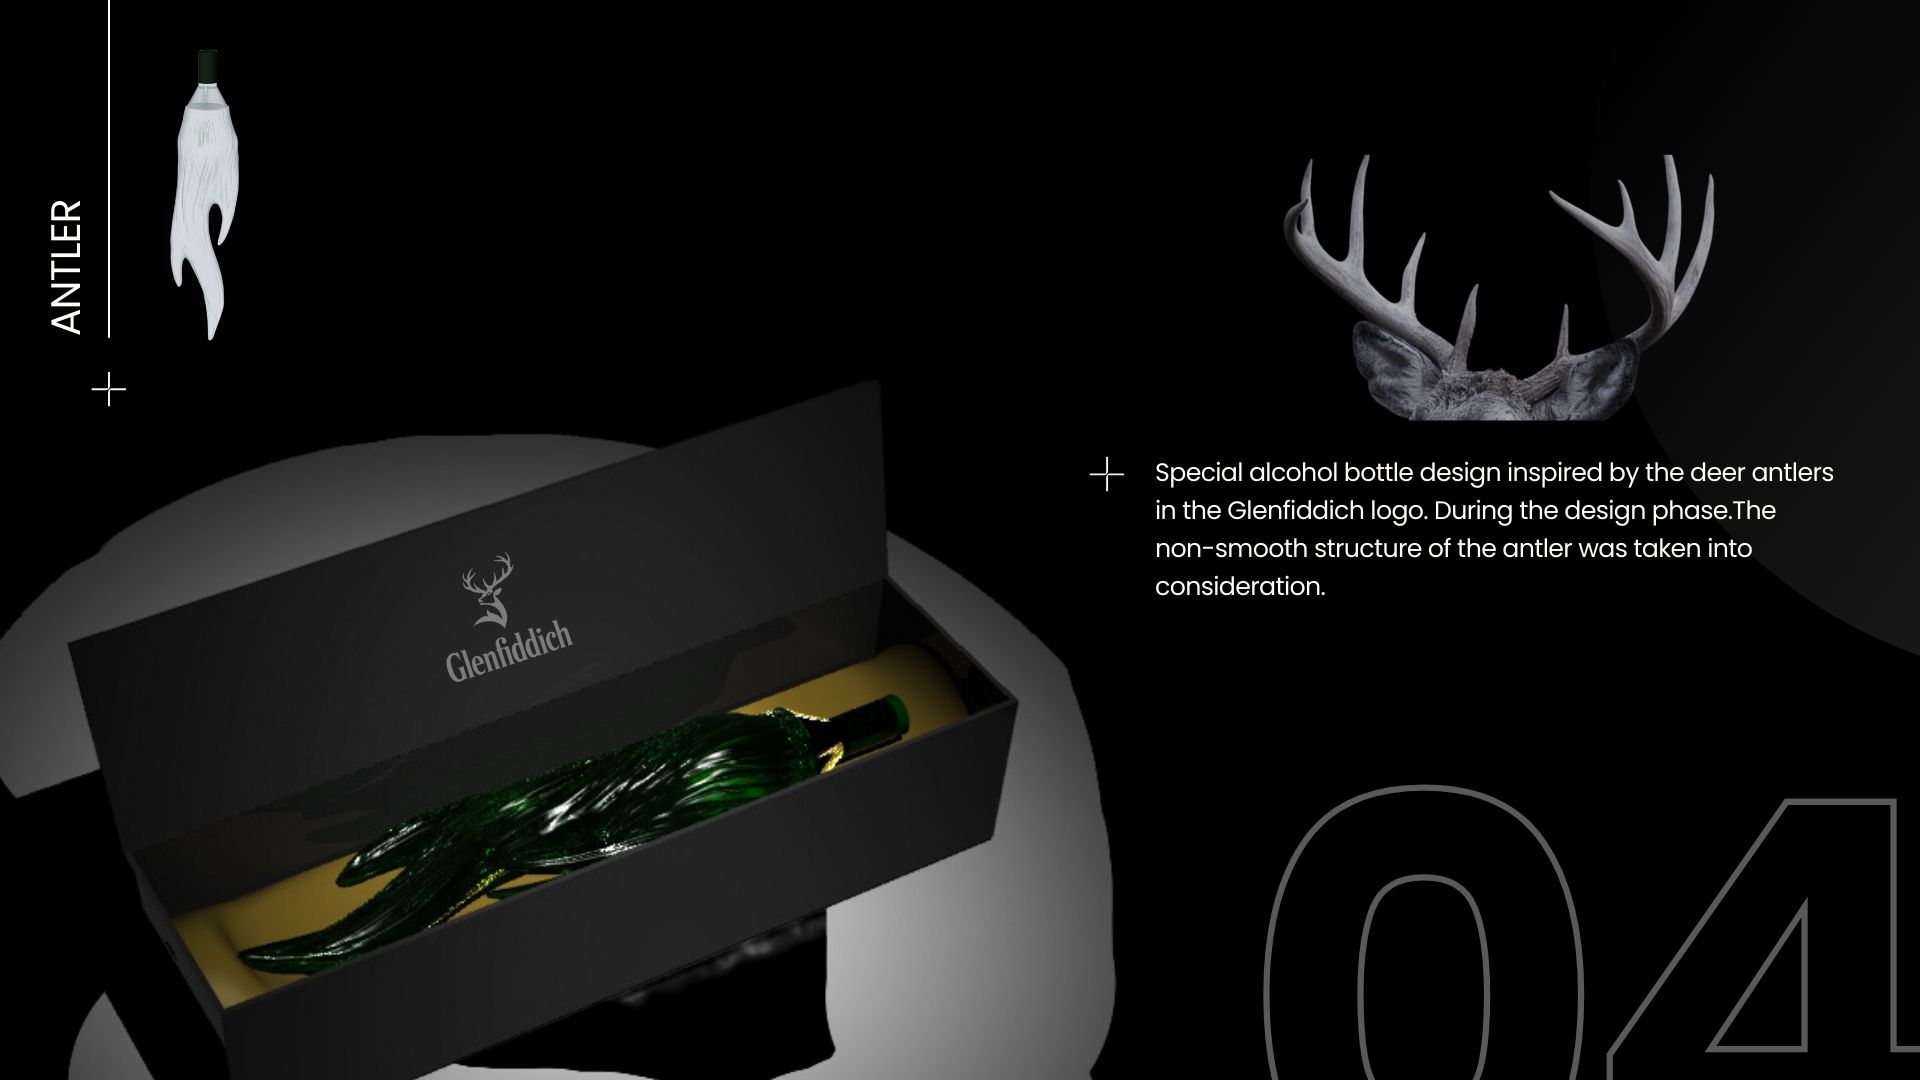 ANTLER
Glenfiddich
Special alcohol bottle design inspired by the deer antlers
in the Glenfiddich logo. During the design phase.The
non-smooth structure of the antler was taken into
consideration.
04